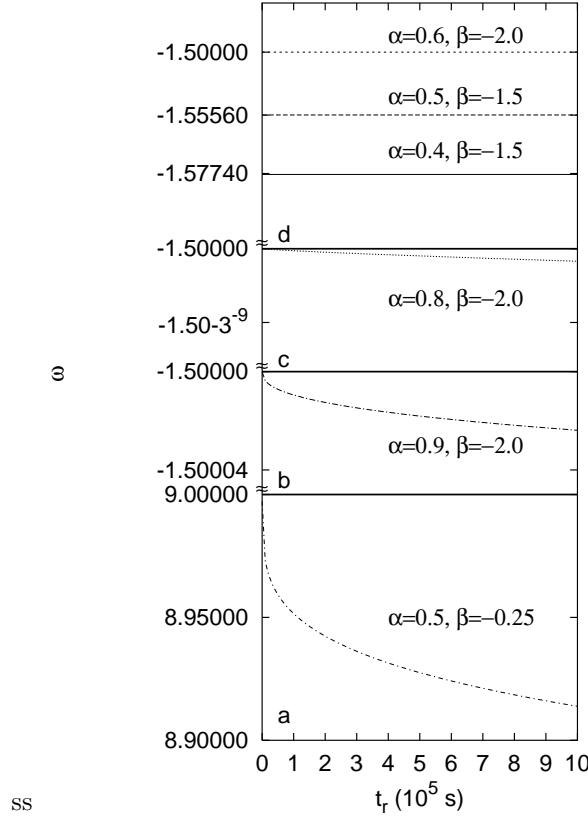 α=0.6, β=−2.0
-1.50000
α=0.5, β=−1.5
-1.55560
α=0.4, β=−1.5
-1.57740
≈ d
-1.50000
α=0.8, β=−2.0
-1.50-3⁻⁹
≈ c
-1.50000
ω
α=0.9, β=−2.0
-1.50004
≈ b
9.00000
8.95000
α=0.5, β=−0.25
a
8.90000
0 1 2 3 4 5 6 7 8 9 10
ss
t_r (10⁵ s)